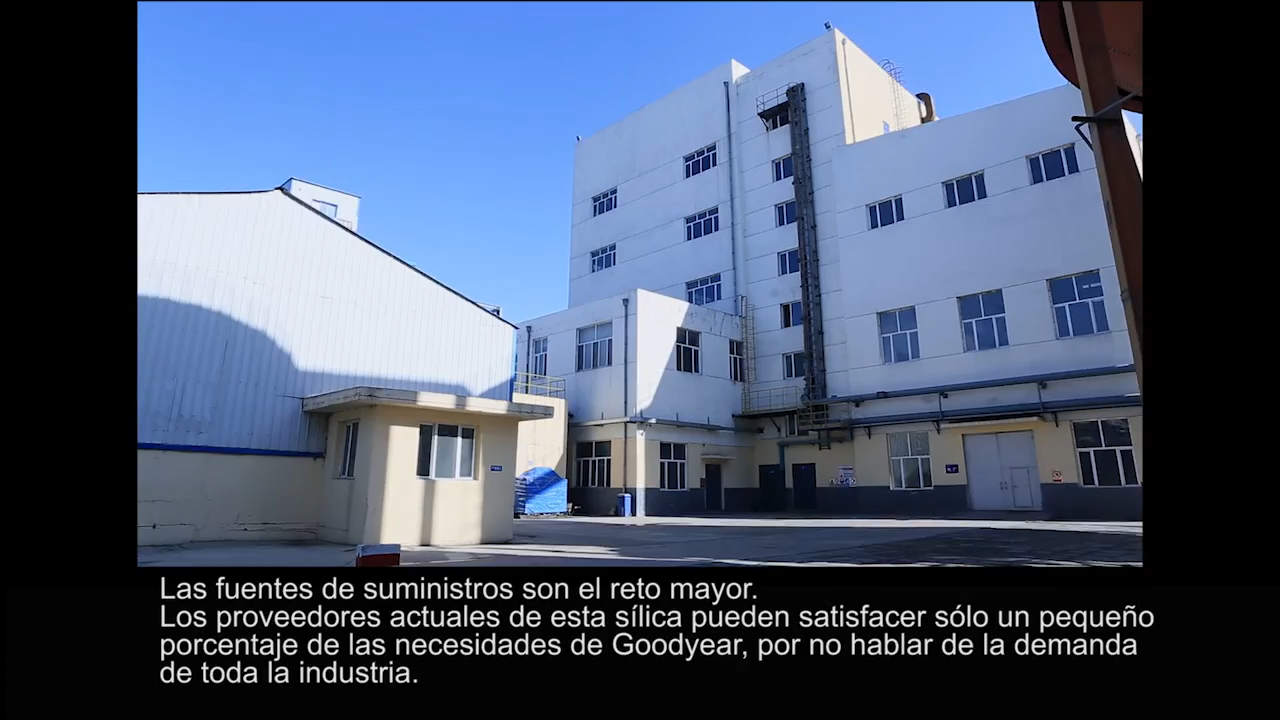 Las fuentes de suministros son el reto mayor.
Los proveedores actuales de esta sílica pueden satisfacer sólo un pequeño
porcentaje de las necesidades de Goodyear, por no hablar de la demanda
de toda la industria.